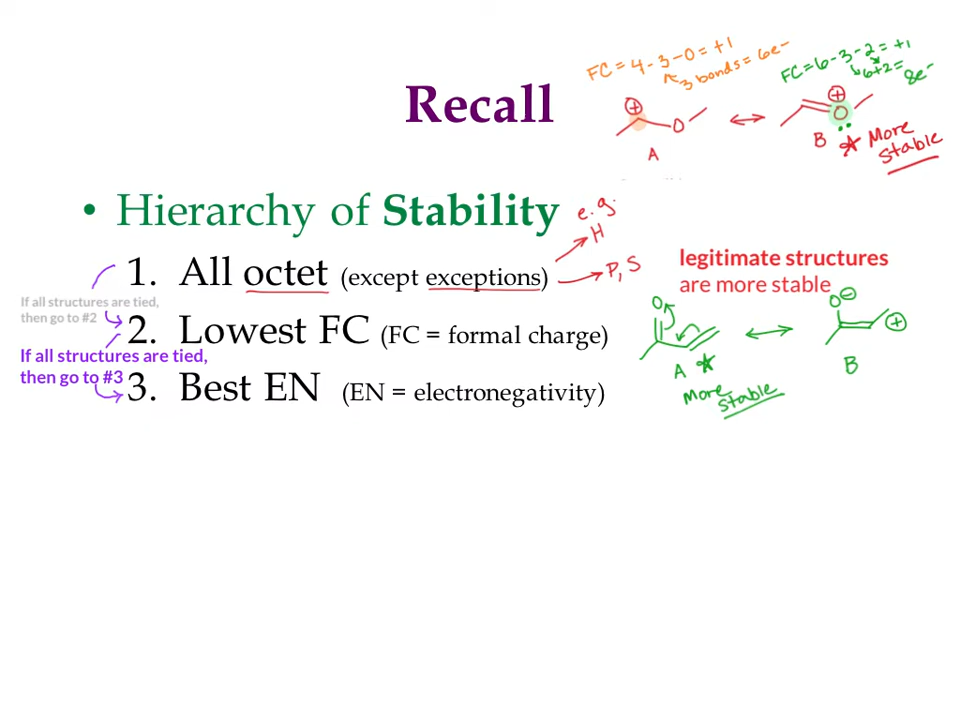 FC = 4 - 3 - 0 = +1
3 bonds = 6e-
FC = 6 - 3 - 2 = +1
6+2 =
8e-
Recall
⊕
O
A
⊕
O
B
★ More
stable
• Hierarchy of Stability
e.g.
H
1. All octet (except exceptions)
P, S
legitimate structures
are more stable
If all structures are tied,
then go to #2
2. Lowest FC (FC = formal charge)
O
O⊖
⊕
If all structures are tied,
then go to #3
A ★
B
3. Best EN (EN = electronegativity)
More
stable